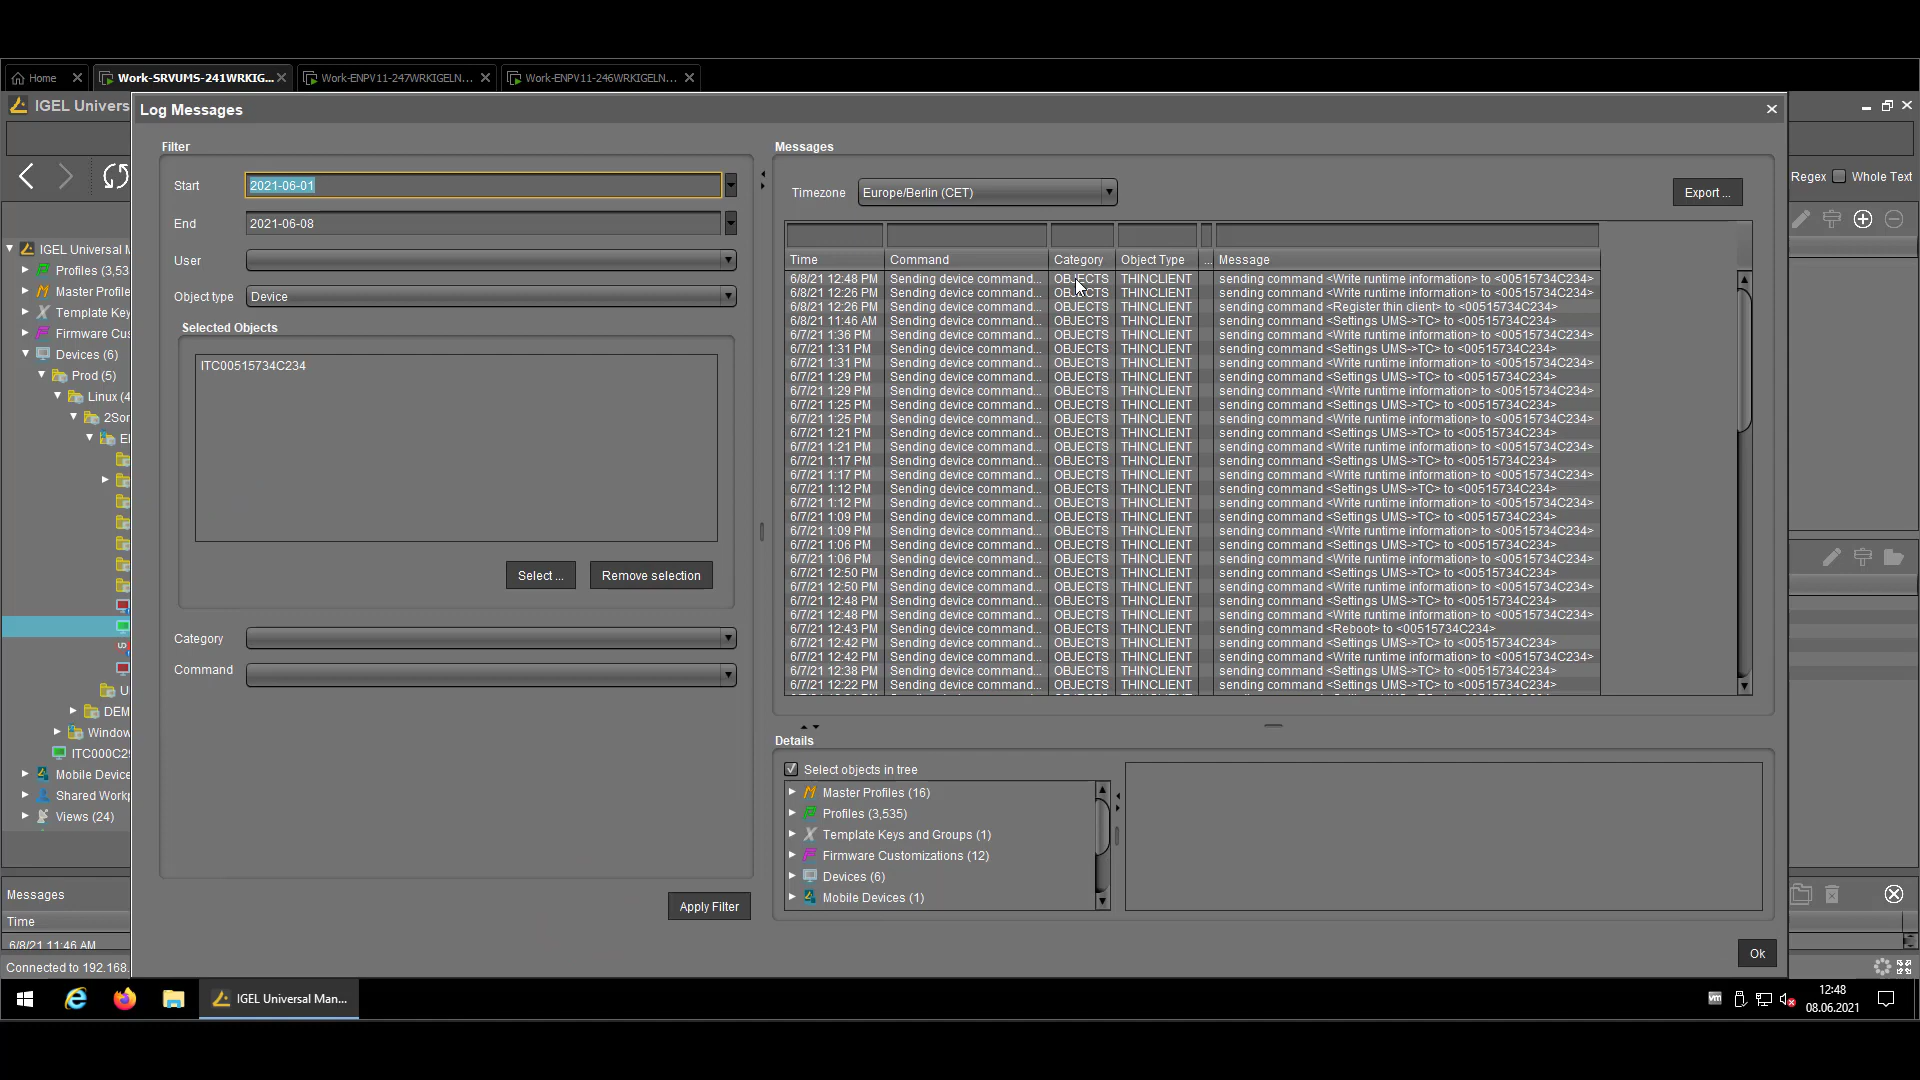 Home
Work-SRVUMS-241WRKIGEL...
Work-ENPV11-247WRKIGELN...
Work-ENPV11-246WRKIGELN...
IGEL Univers
Log Messages
Regex
Whole Text
IGEL Universal M
Profiles (3,53
Master Profile
Template Key
Firmware Cus
Devices (6)
Prod (5)
Linux (4
2Sor
El
U
DEM
Window
ITC000C29
Mobile Device
Shared Workp
Views (24)
Messages
Time
6/8/21 11:46 AM
Connected to 192.168.
Filter
Start 2021-06-01
End 2021-06-08
User
Object type Device
Selected Objects
ITC00515734C234
Select ...
Remove selection
Category
Command
Apply Filter
Messages
Timezone Europe/Berlin (CET)
Export ...
Time Command Category Object Type ... Message
6/8/21 12:48 PM Sending device command... OBJECTS THINCLIENT sending command <Write runtime information> to <00515734C234>
6/8/21 12:26 PM Sending device command... OBJECTS THINCLIENT sending command <Write runtime information> to <00515734C234>
6/8/21 12:26 PM Sending device command... OBJECTS THINCLIENT sending command <Register thin client> to <00515734C234>
6/8/21 11:46 AM Sending device command... OBJECTS THINCLIENT sending command <Settings UMS->TC> to <00515734C234>
6/7/21 1:36 PM Sending device command... OBJECTS THINCLIENT sending command <Write runtime information> to <00515734C234>
6/7/21 1:31 PM Sending device command... OBJECTS THINCLIENT sending command <Settings UMS->TC> to <00515734C234>
6/7/21 1:31 PM Sending device command... OBJECTS THINCLIENT sending command <Write runtime information> to <00515734C234>
6/7/21 1:29 PM Sending device command... OBJECTS THINCLIENT sending command <Settings UMS->TC> to <00515734C234>
6/7/21 1:29 PM Sending device command... OBJECTS THINCLIENT sending command <Write runtime information> to <00515734C234>
6/7/21 1:25 PM Sending device command... OBJECTS THINCLIENT sending command <Settings UMS->TC> to <00515734C234>
6/7/21 1:25 PM Sending device command... OBJECTS THINCLIENT sending command <Write runtime information> to <00515734C234>
6/7/21 1:21 PM Sending device command... OBJECTS THINCLIENT sending command <Settings UMS->TC> to <00515734C234>
6/7/21 1:21 PM Sending device command... OBJECTS THINCLIENT sending command <Write runtime information> to <00515734C234>
6/7/21 1:17 PM Sending device command... OBJECTS THINCLIENT sending command <Settings UMS->TC> to <00515734C234>
6/7/21 1:17 PM Sending device command... OBJECTS THINCLIENT sending command <Write runtime information> to <00515734C234>
6/7/21 1:12 PM Sending device command... OBJECTS THINCLIENT sending command <Settings UMS->TC> to <00515734C234>
6/7/21 1:12 PM Sending device command... OBJECTS THINCLIENT sending command <Write runtime information> to <00515734C234>
6/7/21 1:09 PM Sending device command... OBJECTS THINCLIENT sending command <Settings UMS->TC> to <00515734C234>
6/7/21 1:09 PM Sending device command... OBJECTS THINCLIENT sending command <Write runtime information> to <00515734C234>
6/7/21 1:06 PM Sending device command... OBJECTS THINCLIENT sending command <Settings UMS->TC> to <00515734C234>
6/7/21 1:06 PM Sending device command... OBJECTS THINCLIENT sending command <Write runtime information> to <00515734C234>
6/7/21 12:50 PM Sending device command... OBJECTS THINCLIENT sending command <Settings UMS->TC> to <00515734C234>
6/7/21 12:50 PM Sending device command... OBJECTS THINCLIENT sending command <Write runtime information> to <00515734C234>
6/7/21 12:48 PM Sending device command... OBJECTS THINCLIENT sending command <Settings UMS->TC> to <00515734C234>
6/7/21 12:48 PM Sending device command... OBJECTS THINCLIENT sending command <Write runtime information> to <00515734C234>
6/7/21 12:43 PM Sending device command... OBJECTS THINCLIENT sending command <Reboot> to <00515734C234>
6/7/21 12:42 PM Sending device command... OBJECTS THINCLIENT sending command <Settings UMS->TC> to <00515734C234>
6/7/21 12:42 PM Sending device command... OBJECTS THINCLIENT sending command <Write runtime information> to <00515734C234>
6/7/21 12:38 PM Sending device command... OBJECTS THINCLIENT sending command <Settings UMS->TC> to <00515734C234>
6/7/21 12:22 PM Sending device command... OBJECTS THINCLIENT sending command <Settings UMS->TC> to <00515734C234>
Details
Select objects in tree
Master Profiles (16)
Profiles (3,535)
Template Keys and Groups (1)
Firmware Customizations (12)
Devices (6)
Mobile Devices (1)
Ok
IGEL Universal Man...
vm
12:48
08.06.2021